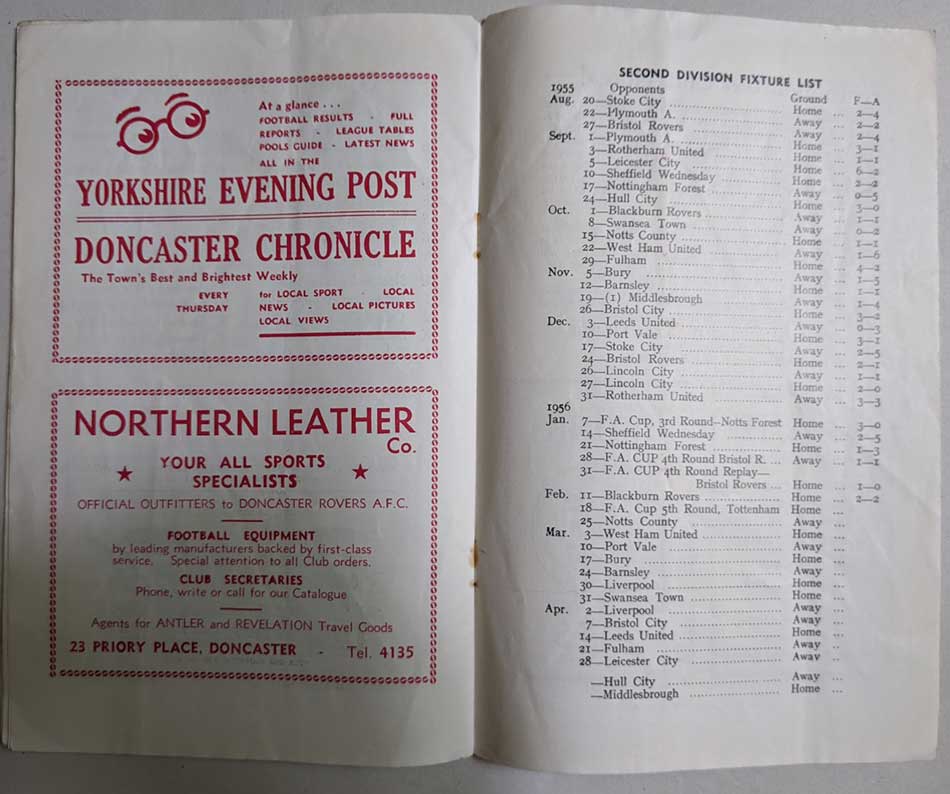 At a glance ...
FOOTBALL RESULTS - FULL
REPORTS - LEAGUE TABLES
POOLS GUIDE - LATEST NEWS
ALL IN THE
YORKSHIRE EVENING POST
DONCASTER CHRONICLE
The Town's Best and Brightest Weekly
EVERY THURSDAY
for LOCAL SPORT - LOCAL
NEWS - LOCAL PICTURES
LOCAL VIEWS
NORTHERN LEATHER
Co.
YOUR ALL SPORTS
SPECIALISTS
OFFICIAL OUTFITTERS to DONCASTER ROVERS A.F.C.
FOOTBALL EQUIPMENT
by leading manufacturers backed by first-class
service. Special attention to all Club orders.
CLUB SECRETARIES
Phone, write or call for our Catalogue
Agents for ANTLER and REVELATION Travel Goods
23 PRIORY PLACE, DONCASTER - Tel. 4135
SECOND DIVISION FIXTURE LIST
1955 Opponents Ground F—A
Aug. 20—Stoke City Home ... 2—4
22—Plymouth A. Away ... 2—2
27—Bristol Rovers Away ... 2—4
Sept. 1—Plymouth A. Home ... 3—1
3—Rotherham United Home ... 1—1
5—Leicester City Home ... 6—2
10—Sheffield Wednesday Home ... 2—2
17—Nottingham Forest Away ... 0—5
24—Hull City Home ... 3—0
Oct. 1—Blackburn Rovers Away ... 1—1
8—Swansea Town Away ... 0—2
15—Notts County Home ... 1—1
22—West Ham United Away ... 1—6
29—Fulham Home ... 4—2
Nov. 5—Bury Away ... 1—5
12—Barnsley Home ... 1—1
19—(1) Middlesbrough Away ... 1—4
26—Bristol City Home ... 3—2
Dec. 3—Leeds United Away ... 0—3
10—Port Vale Home ... 3—1
17—Stoke City Away ... 2—5
24—Bristol Rovers Home ... 2—1
26—Lincoln City Away ... 1—1
27—Lincoln City Home ... 2—0
31—Rotherham United Away ... 3—3
1956
Jan. 7—F.A. Cup, 3rd Round—Notts Forest Home ... 3—0
14—Sheffield Wednesday Away ... 2—5
21—Nottingham Forest Home ... 1—3
28—F.A. CUP 4th Round Bristol R. ... Away ... 1—1
31—F.A. CUP 4th Round Replay—
Bristol Rovers ... Home ... 1—0
Feb. 11—Blackburn Rovers Home ... 2—2
18—F.A. Cup 5th Round, Tottenham Home ...
25—Notts County Away ...
Mar. 3—West Ham United Home ...
10—Port Vale Away ...
17—Bury Home ...
24—Barnsley Away ...
30—Liverpool Home ...
31—Swansea Town Home ...
Apr. 2—Liverpool Away ...
7—Bristol City Away ...
14—Leeds United Home ...
21—Fulham Away ...
28—Leicester City Away ...
—Hull City Away ...
—Middlesbrough Home ...